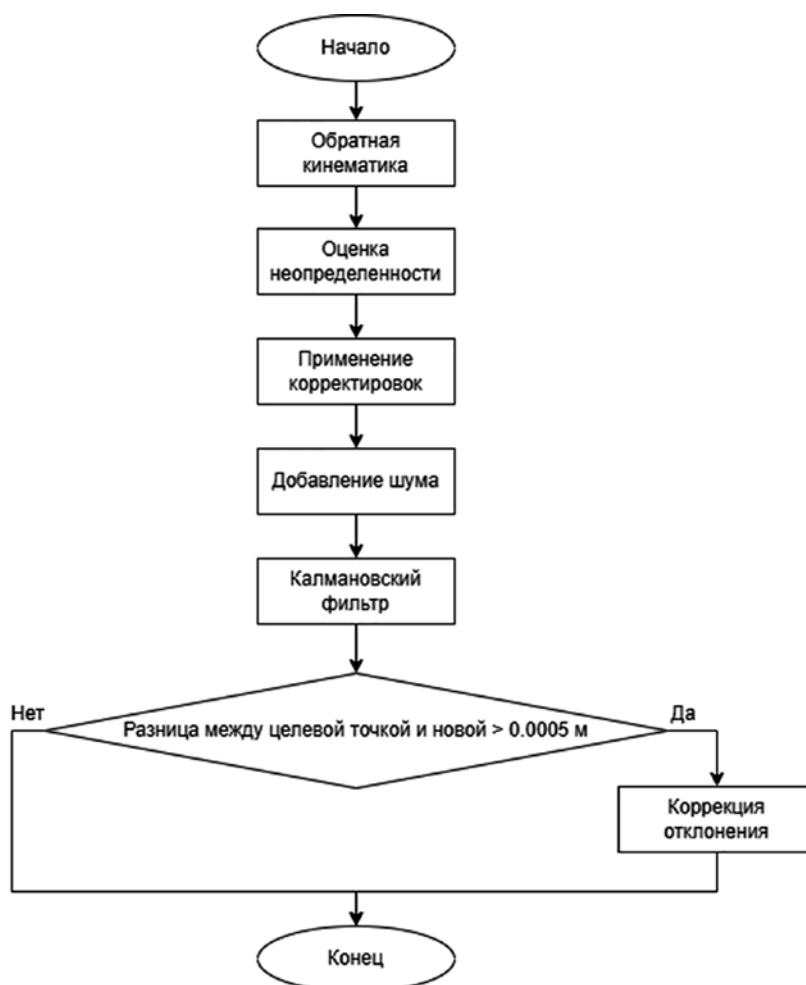 Начало
Обратная
кинематика
Оценка
неопределенности
Применение
корректировок
Добавление шума
Калмановский
фильтр
Нет
Разница между целевой точкой и новой > 0.0005 м
Да
Коррекция
отклонения
Конец